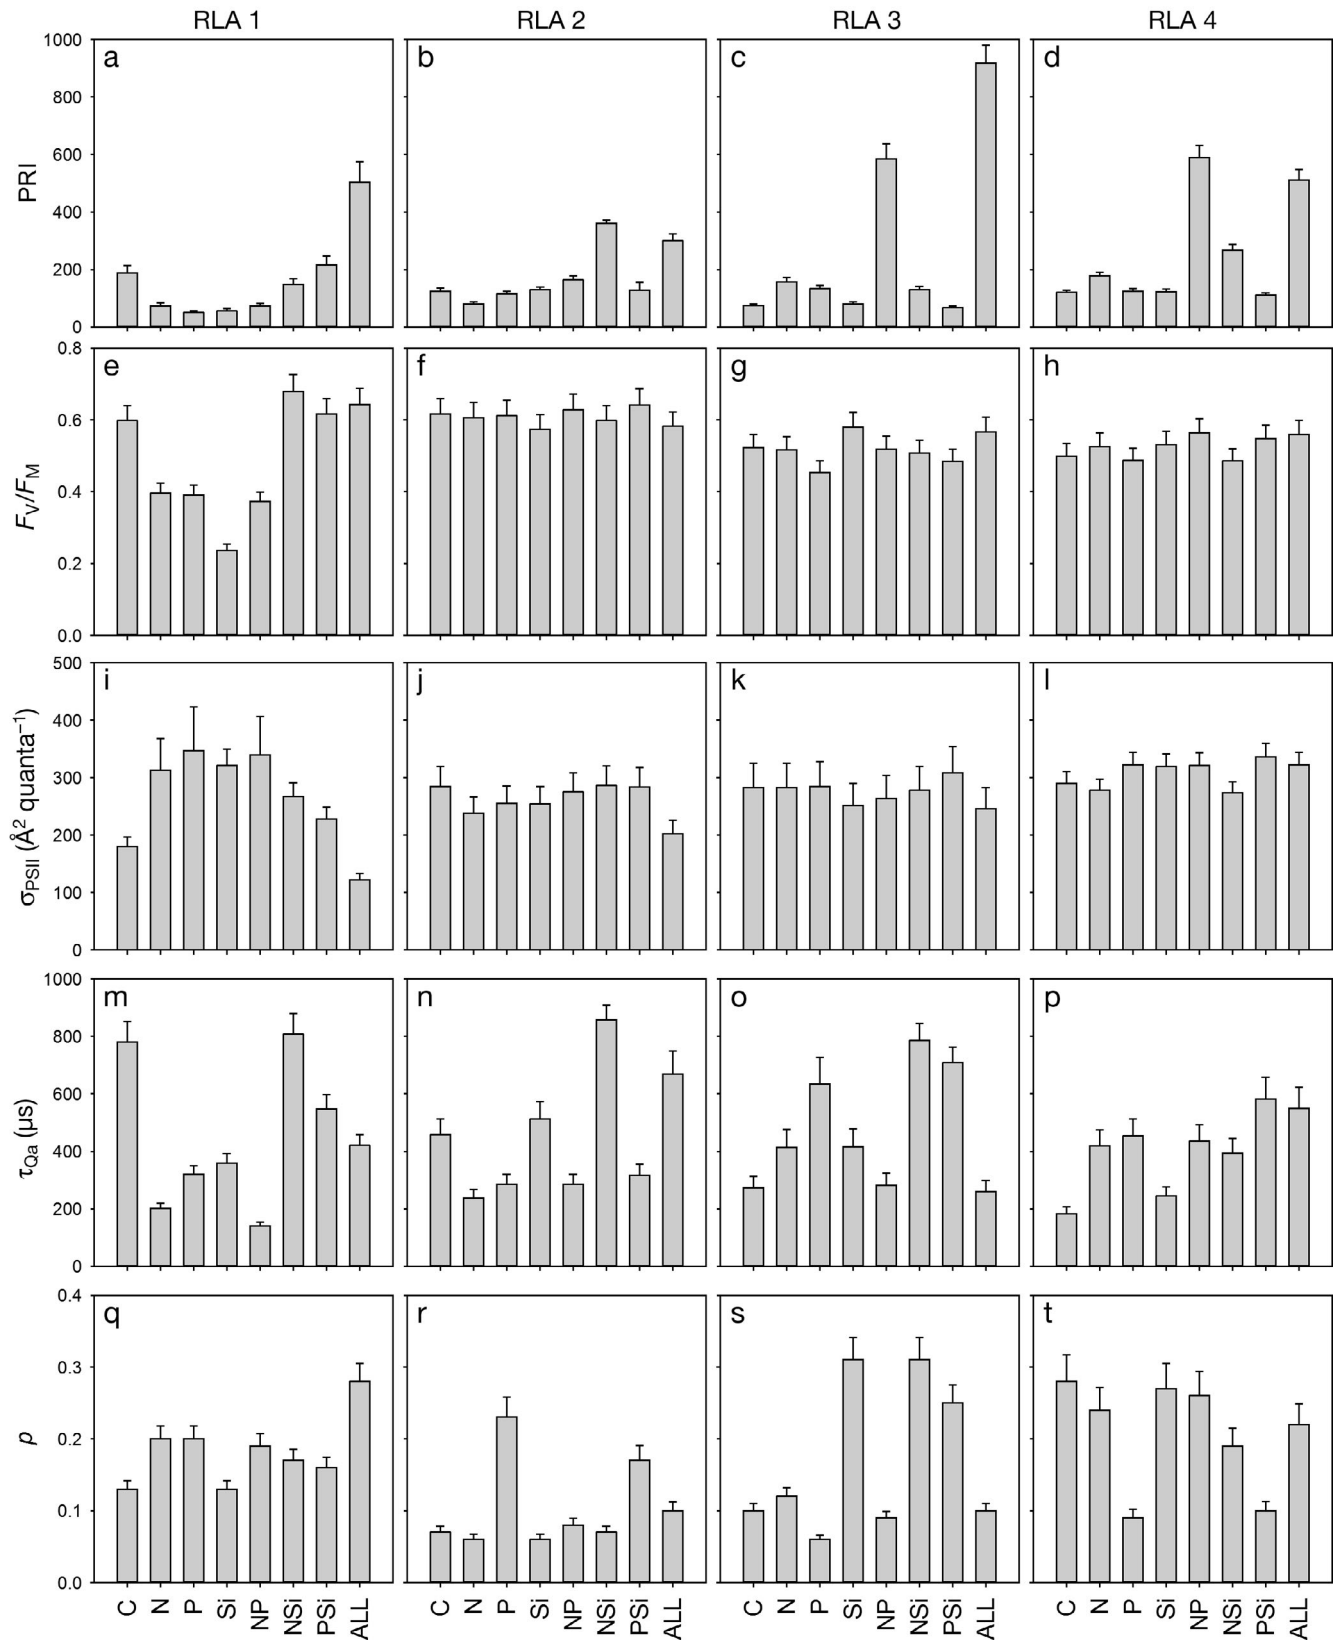 RLA 1 RLA 2 RLA 3 RLA 4
a b c d
PRI
1000
800
600
400
200
0
e f g h
FV/FM
0.8
0.6
0.4
0.2
0.0
i j k l
σPSII (Å² quanta⁻¹)
500
400
300
200
100
0
m n o p
τQa (µs)
1000
800
600
400
200
0
q r s t
p
0.4
0.3
0.2
0.1
0.0
C N P Si NP NSi PSi ALL C N P Si NP NSi PSi ALL C N P Si NP NSi PSi ALL C N P Si NP NSi PSi ALL